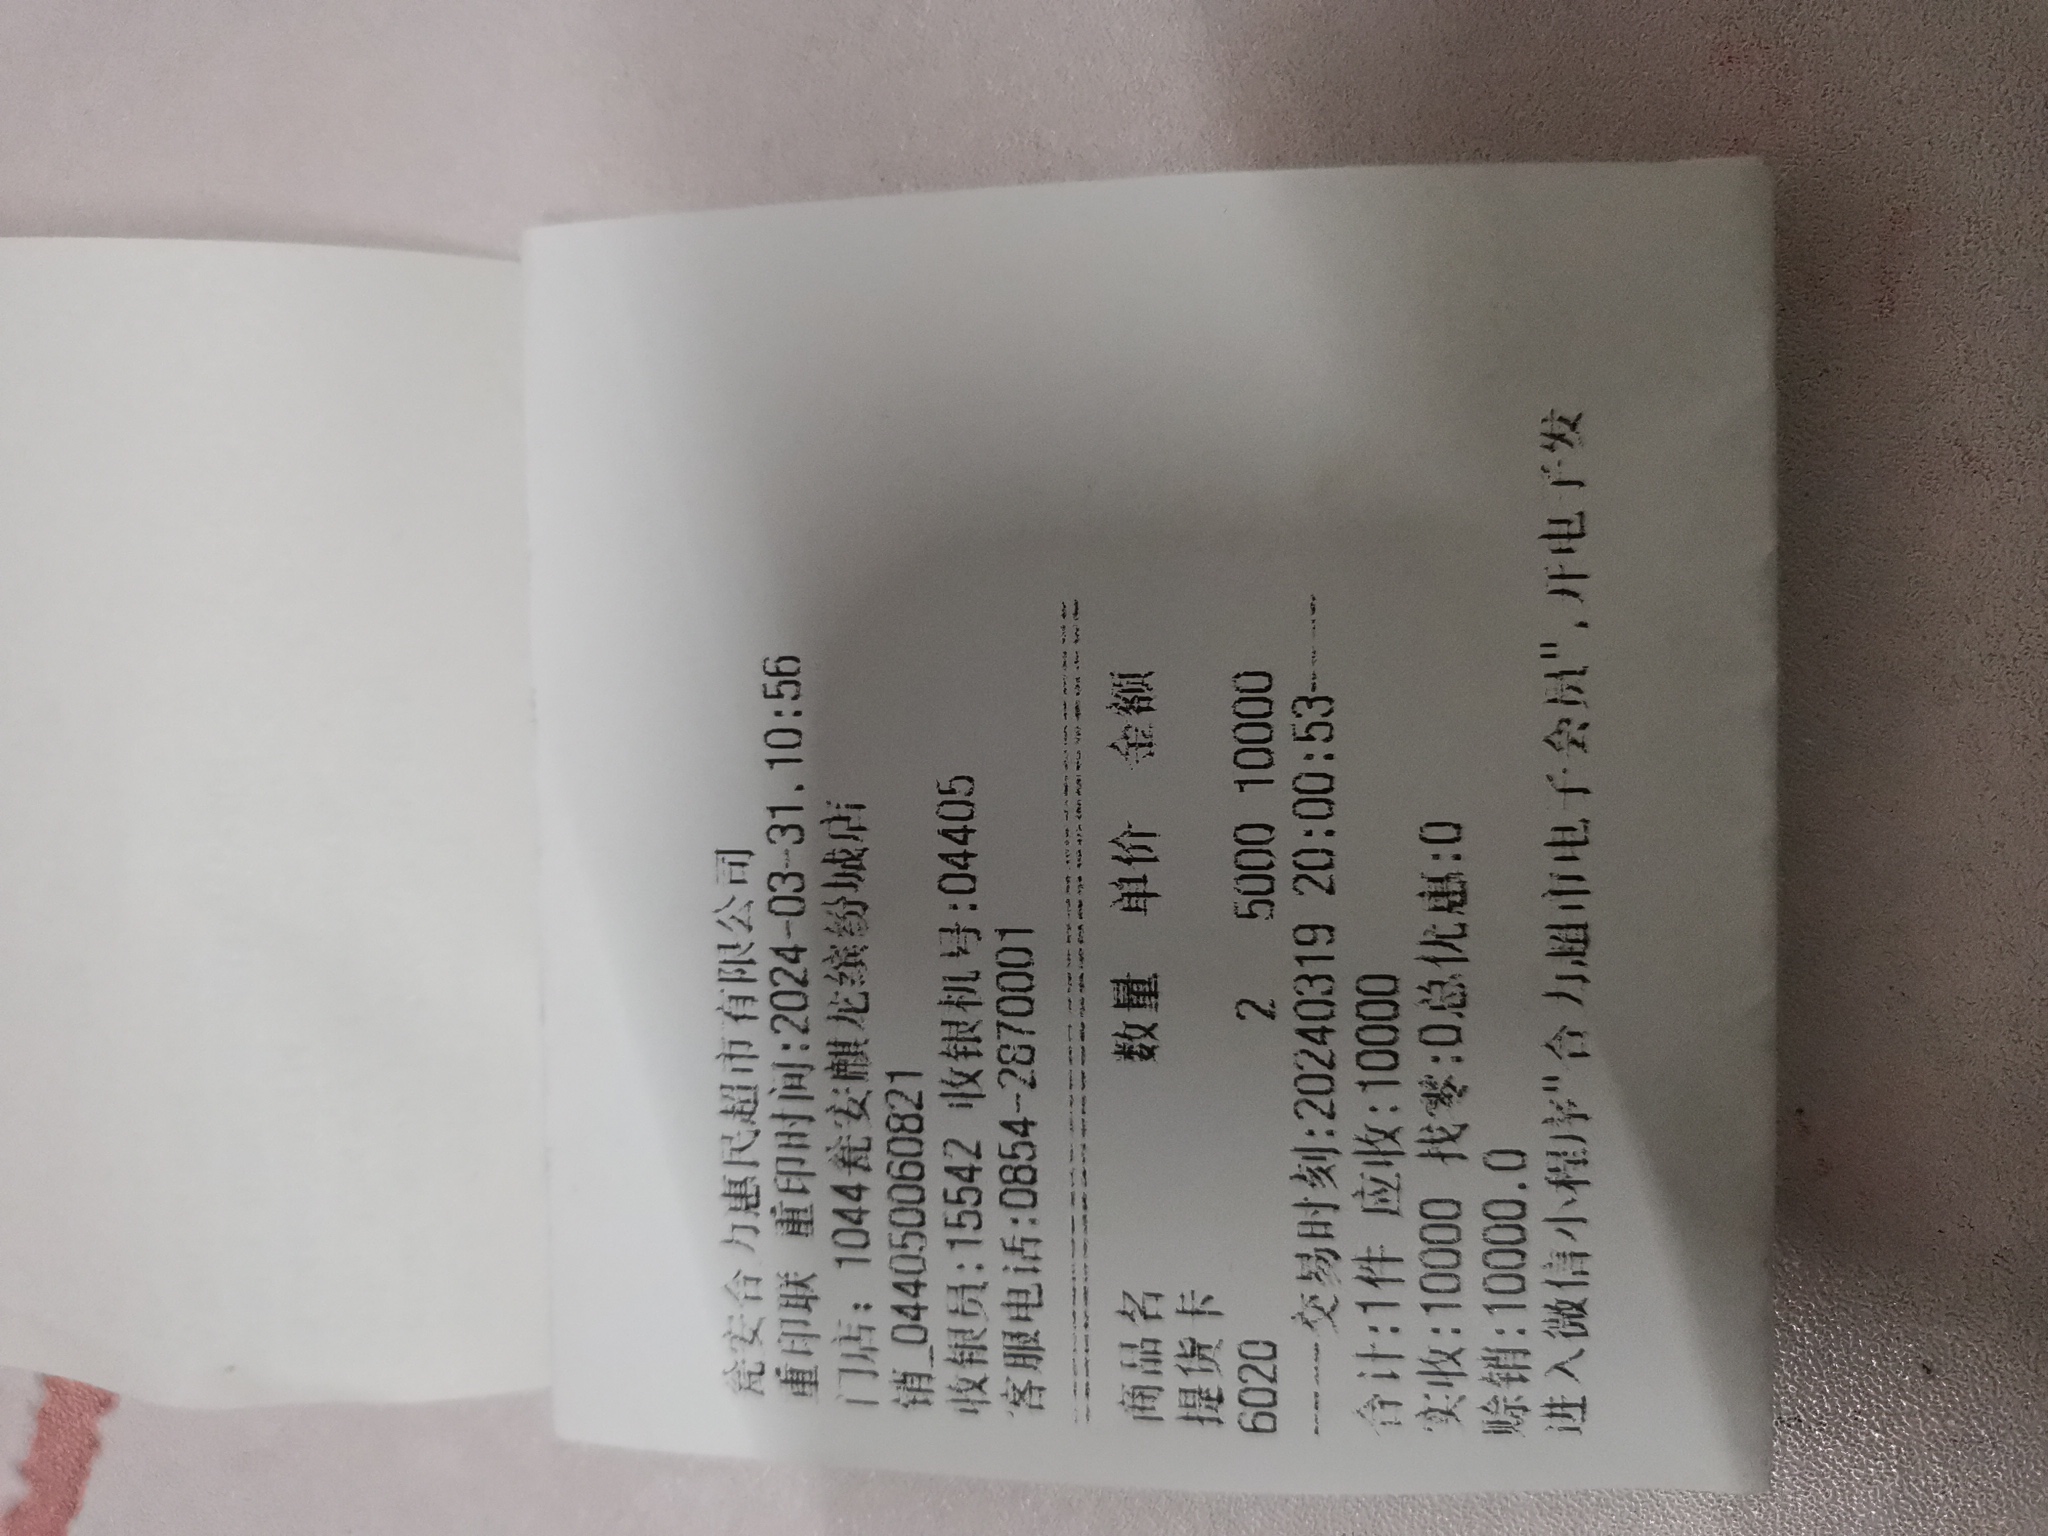 瓮安合力惠民超市有限公司
重印联 重印时间:2024-03-31.10:56
门店: 1044瓮安麒龙缤纷城店
销_044050060821
收银员:15542 收银机号:04405
客服电话:0854-2870001
商品名 数量 单价 金额
提货卡
6020 2 5000 10000
交易时刻:20240319 20:00:53
合计:1件 应收:10000
实收:10000 找零:0总优惠:0
赊销:10000.0
进入微信小程序"合力超市电子会员",开电子发